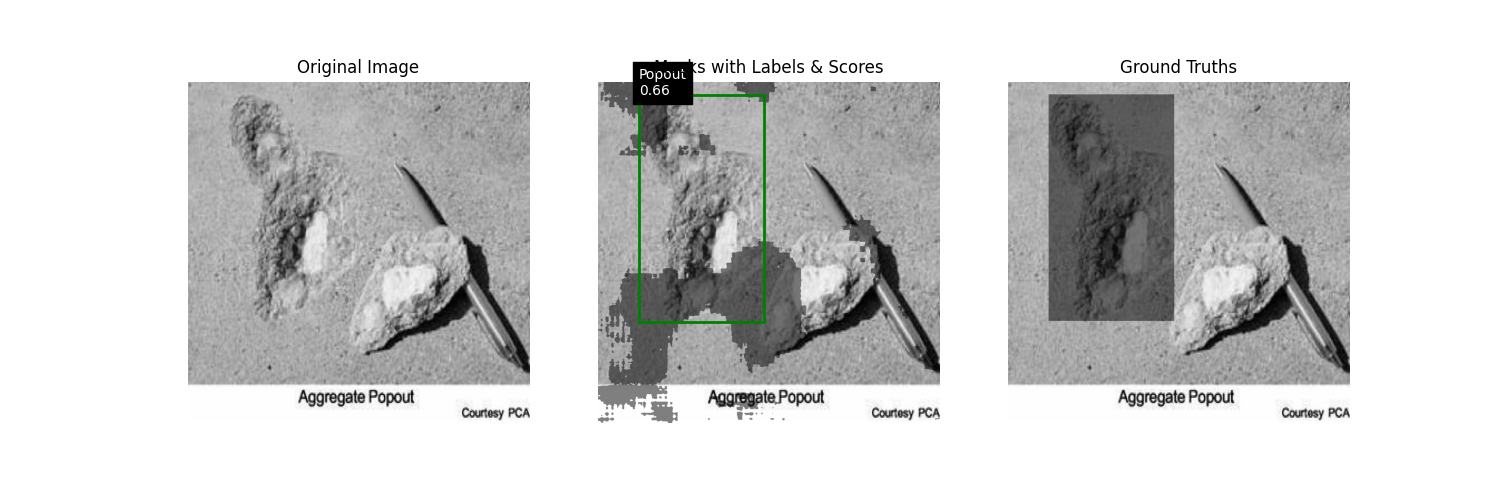 Original Image
Masks with Labels & Scores
Ground Truths
Popout
0.66
Aggregate Popout
Courtesy PCA
Aggregate Popout
Courtesy PCA
Aggregate Popout
Courtesy PCA